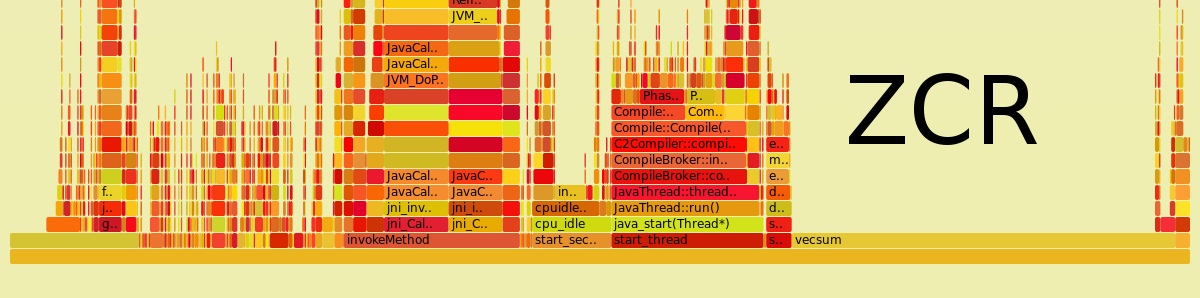 Ren..
JVM_..
JavaCal..
JavaCal..
JVM_DoP..
Phas.. P..
Compile:.. Com..
Compile::Compile(..
C2Compiler::compi.. e..
CompileBroker::in.. m..
JavaCal.. JavaC.. CompileBroker::co.. e..
f.. JavaCal.. JavaC.. in.. JavaThread::thread.. d..
j.. jni_inv.. jni_i.. cpuidle.. JavaThread::run() d..
g.. jni_Cal.. jni_C.. cpu_idle java_start(Thread*) s..
invokeMethod start_sec.. start_thread s.. vecsum
ZCR